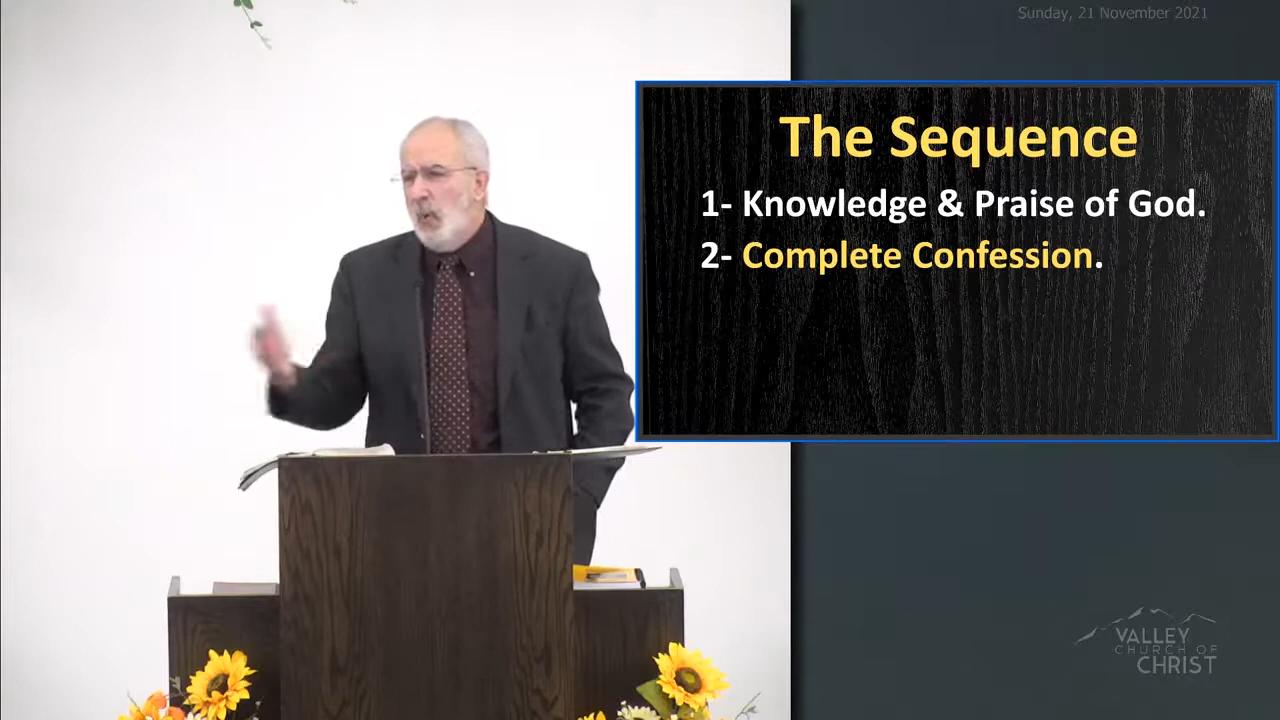 Sunday, 21 November 2021
The Sequence
1- Knowledge & Praise of God.
2- Complete Confession.
VALLEY
CHURCH OF
CHRIST